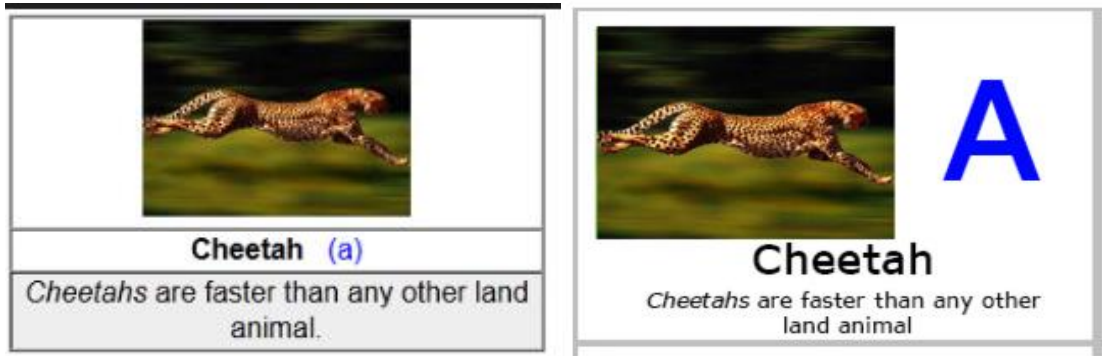 Cheetah (a)
Cheetahs are faster than any other land
animal.
A
Cheetah
Cheetahs are faster than any other
land animal